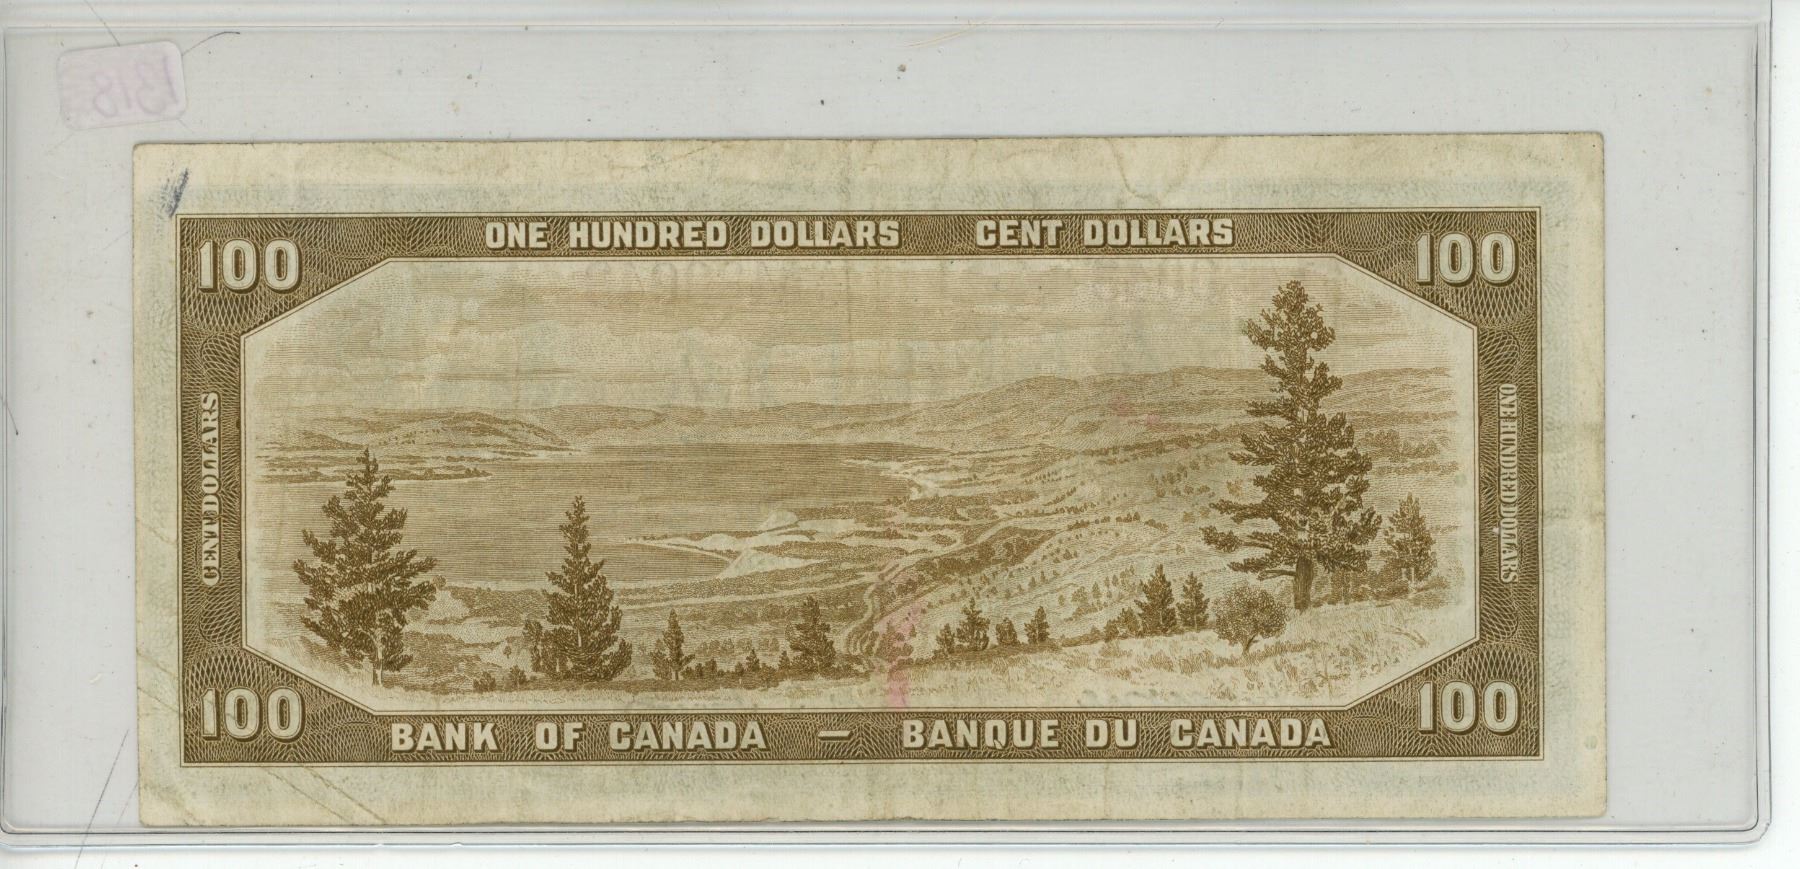 1318
ONE HUNDRED DOLLARS CENT DOLLARS
100 100
CENT DOLLARS
ONE HUNDRED DOLLARS
100 100
BANK OF CANADA — BANQUE DU CANADA